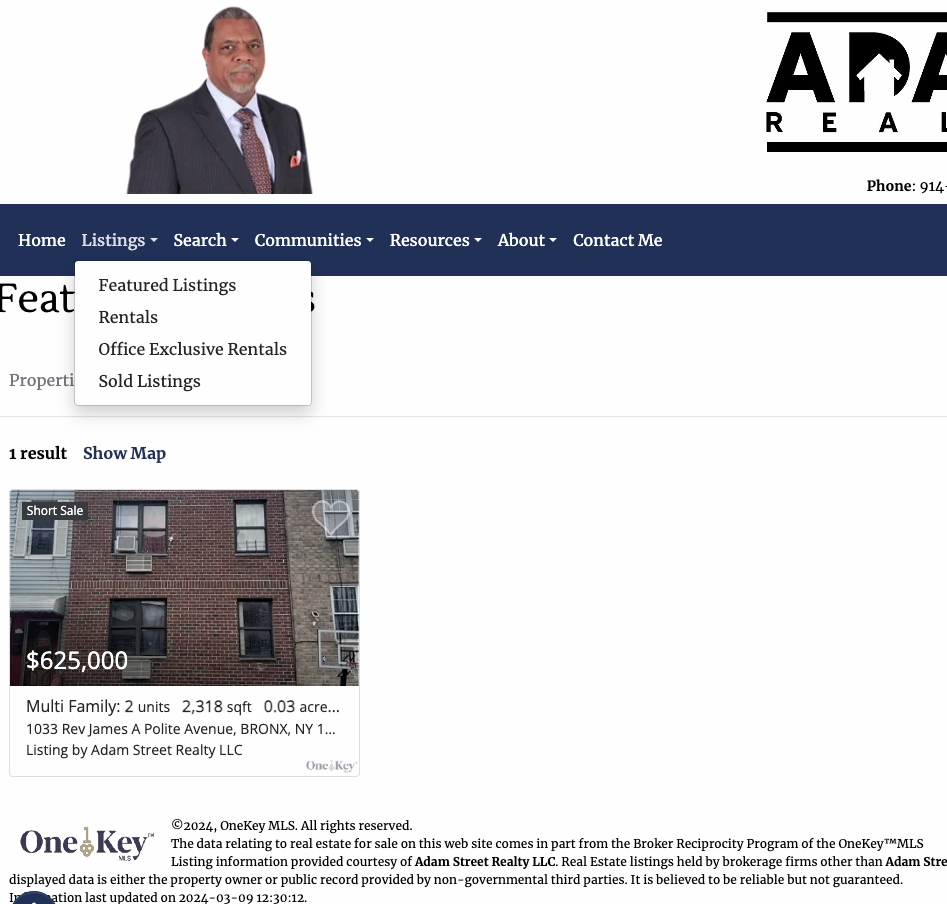 ADA
REAL
Phone: 914-
Home Listings Search Communities Resources About Contact Me
Featured Listings
Rentals
Office Exclusive Rentals
Sold Listings
Feat s
Properti
1 result Show Map
Short Sale
$625,000
Multi Family: 2 units 2,318 sqft 0.03 acre...
1033 Rev James A Polite Avenue, BRONX, NY 1...
Listing by Adam Street Realty LLC
OneKey
OneKey™ MLS
©2024, OneKey MLS. All rights reserved.
The data relating to real estate for sale on this web site comes in part from the Broker Reciprocity Program of the OneKey™MLS
Listing information provided courtesy of Adam Street Realty LLC. Real Estate listings held by brokerage firms other than Adam Stre
displayed data is either the property owner or public record provided by non-governmental third parties. It is believed to be reliable but not guaranteed.
last updated on 2024-03-09 12:30:12.